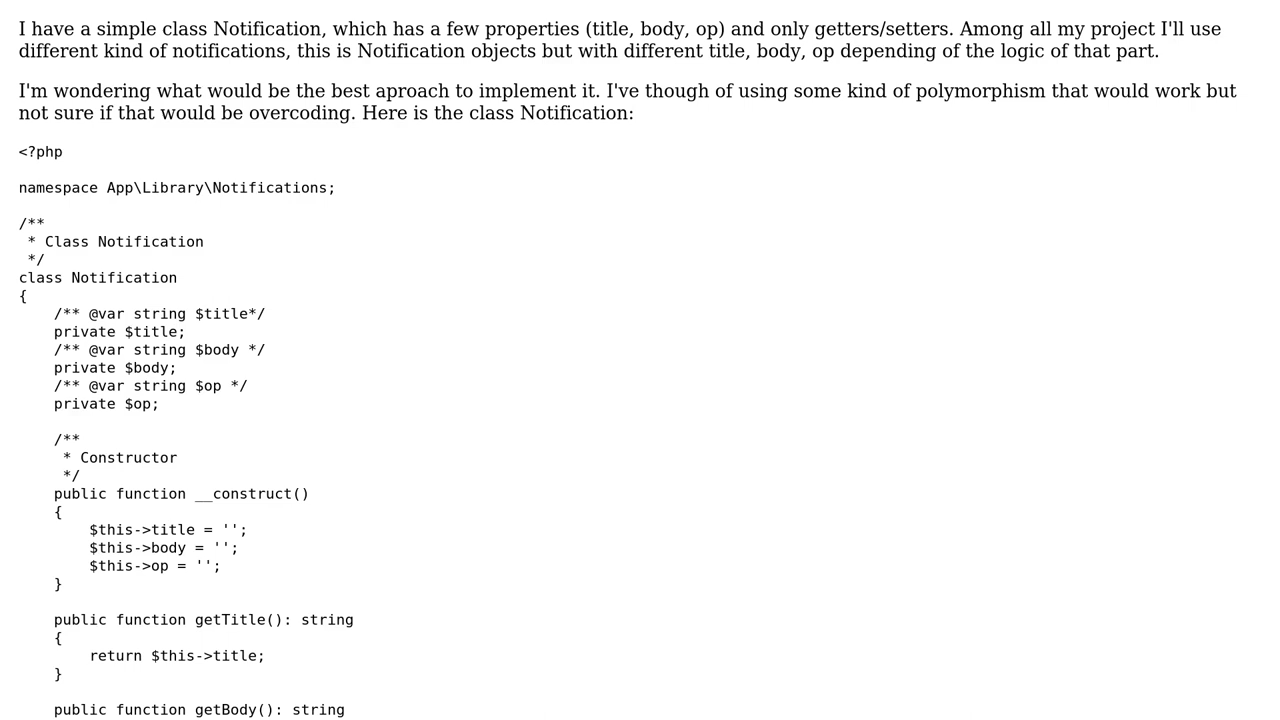 I have a simple class Notification, which has a few properties (title, body, op) and only getters/setters. Among all my project I'll use
different kind of notifications, this is Notification objects but with different title, body, op depending of the logic of that part.
I'm wondering what would be the best aproach to implement it. I've though of using some kind of polymorphism that would work but
not sure if that would be overcoding. Here is the class Notification:
<?php
namespace App\Library\Notifications;
/**
 * Class Notification
 */
class Notification
{
    /** @var string $title*/
    private $title;
    /** @var string $body */
    private $body;
    /** @var string $op */
    private $op;
    /**
     * Constructor
     */
    public function __construct()
    {
        $this->title = '';
        $this->body = '';
        $this->op = '';
    }
    public function getTitle(): string
    {
        return $this->title;
    }
    public function getBody(): string